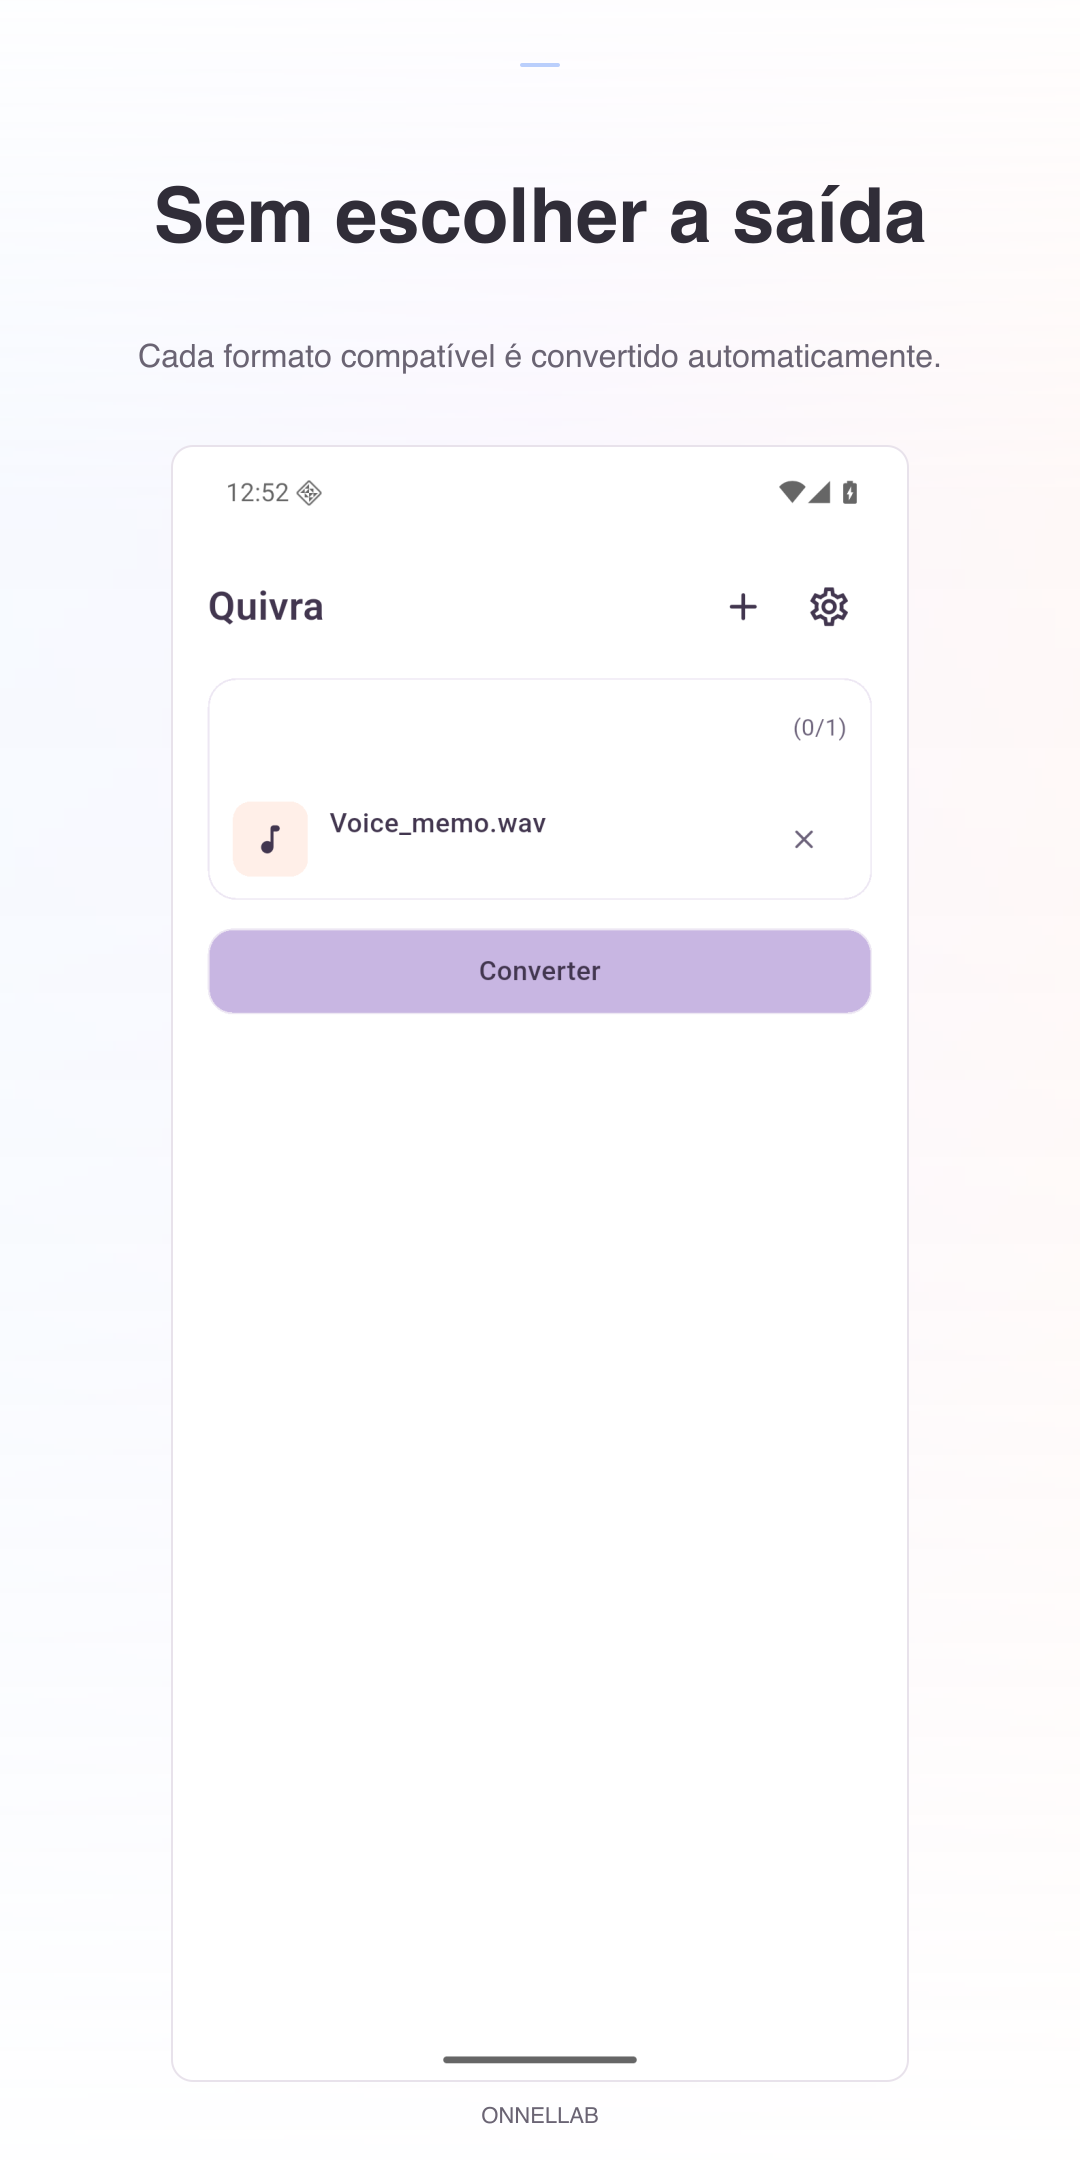 Sem escolher a saída
Cada formato compatível é convertido automaticamente.
12:52
Quivra
(0/1)
Voice_memo.wav
Converter
ONNELLAB